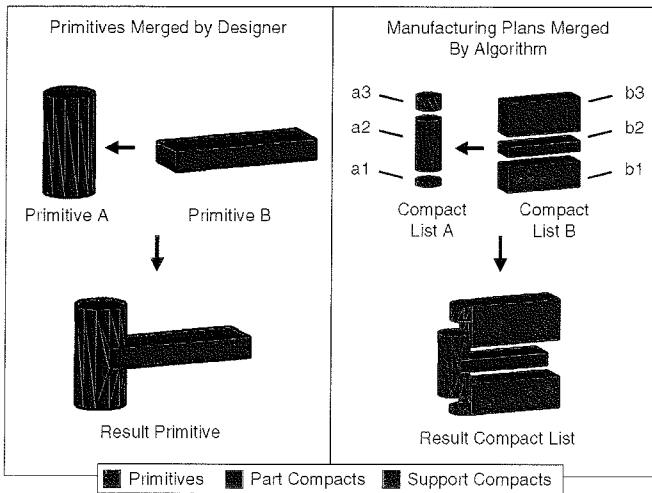 Primitives Merged by Designer
Primitive A
Primitive B
Result Primitive
Manufacturing Plans Merged
By Algorithm
a3
a2
a1
b3
b2
b1
Compact
List A
Compact
List B
Result Compact List
Primitives Part Compacts Support Compacts